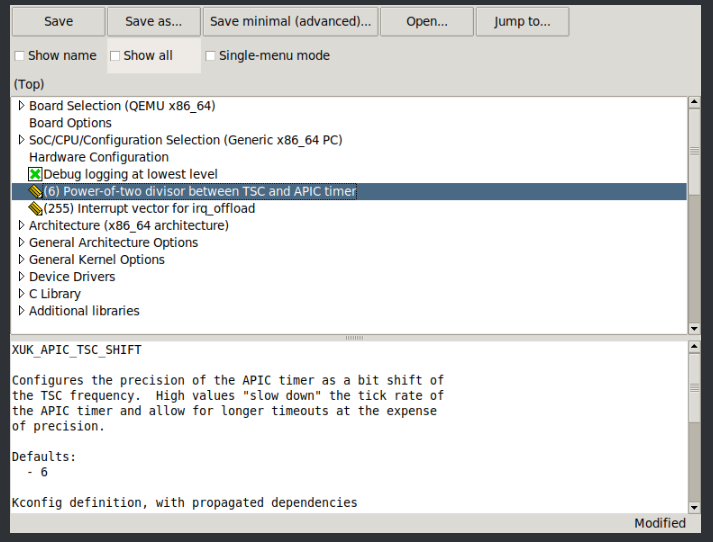 Save Save as... Save minimal (advanced)... Open... Jump to...
Show name Show all Single-menu mode
(Top)
Board Selection (QEMU x86_64)
Board Options
SoC/CPU/Configuration Selection (Generic x86_64 PC)
Hardware Configuration
Debug logging at lowest level
(6) Power-of-two divisor between TSC and APIC timer
(255) Interrupt vector for irq_offload
Architecture (x86_64 architecture)
General Architecture Options
General Kernel Options
Device Drivers
C Library
Additional libraries
XUK_APIC_TSC_SHIFT
Configures the precision of the APIC timer as a bit shift of
the TSC frequency.  High values "slow down" the tick rate of
the APIC timer and allow for longer timeouts at the expense
of precision.
Defaults:
- 6
Kconfig definition, with propagated dependencies
Modified